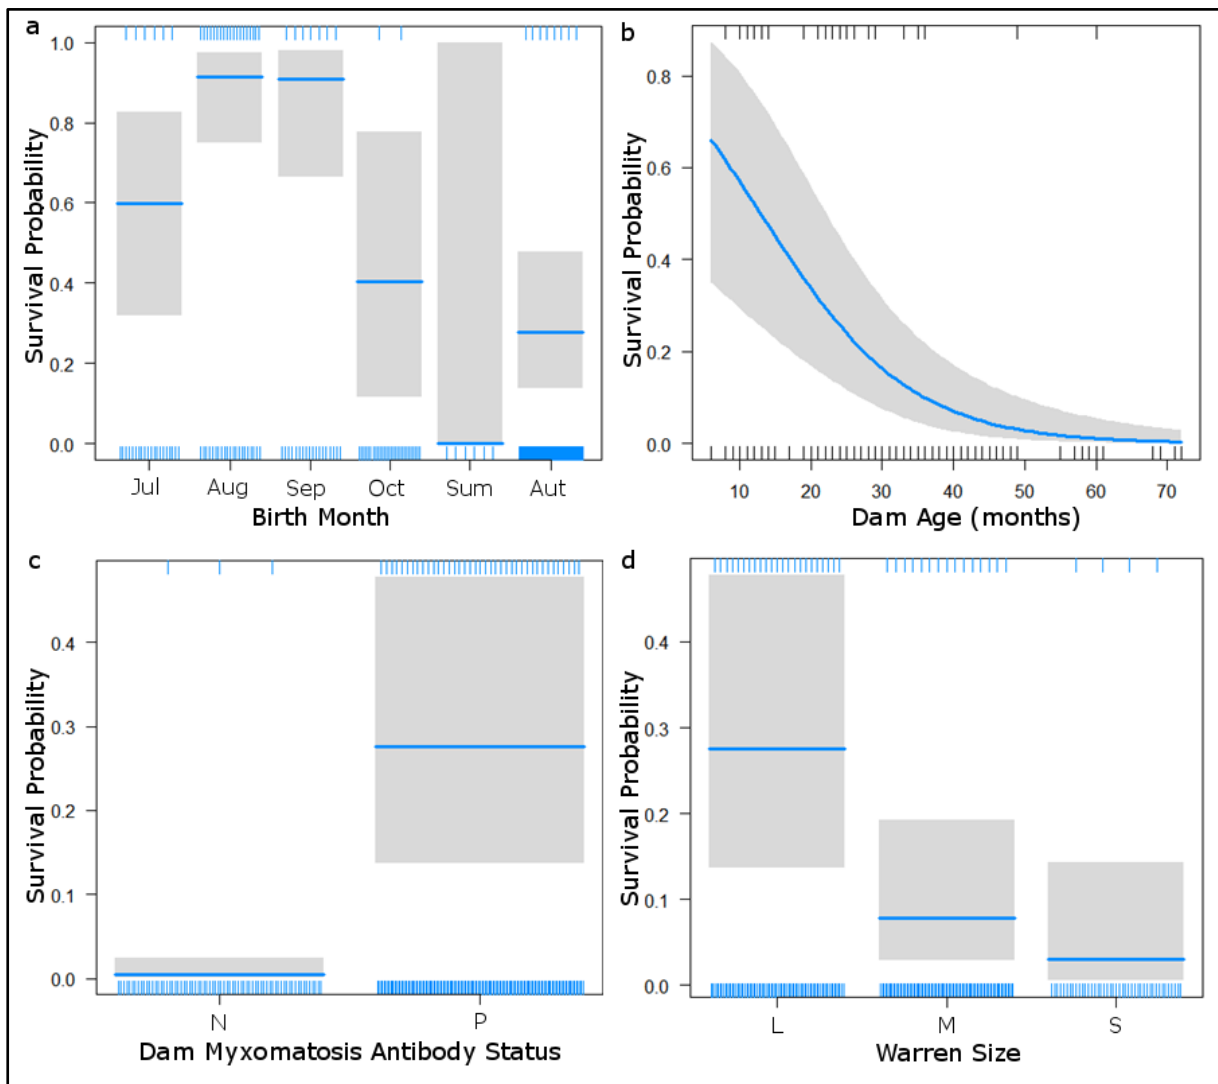 a
Survival Probability
1.0
0.8
0.6
0.4
0.2
0.0
Jul Aug Sep Oct Sum Aut
Birth Month
b
Survival Probability
0.8
0.6
0.4
0.2
0.0
10 20 30 40 50 60 70
Dam Age (months)
c
Survival Probability
0.4
0.3
0.2
0.1
0.0
N P
Dam Myxomatosis Antibody Status
d
Survival Probability
0.4
0.3
0.2
0.1
0.0
L M S
Warren Size